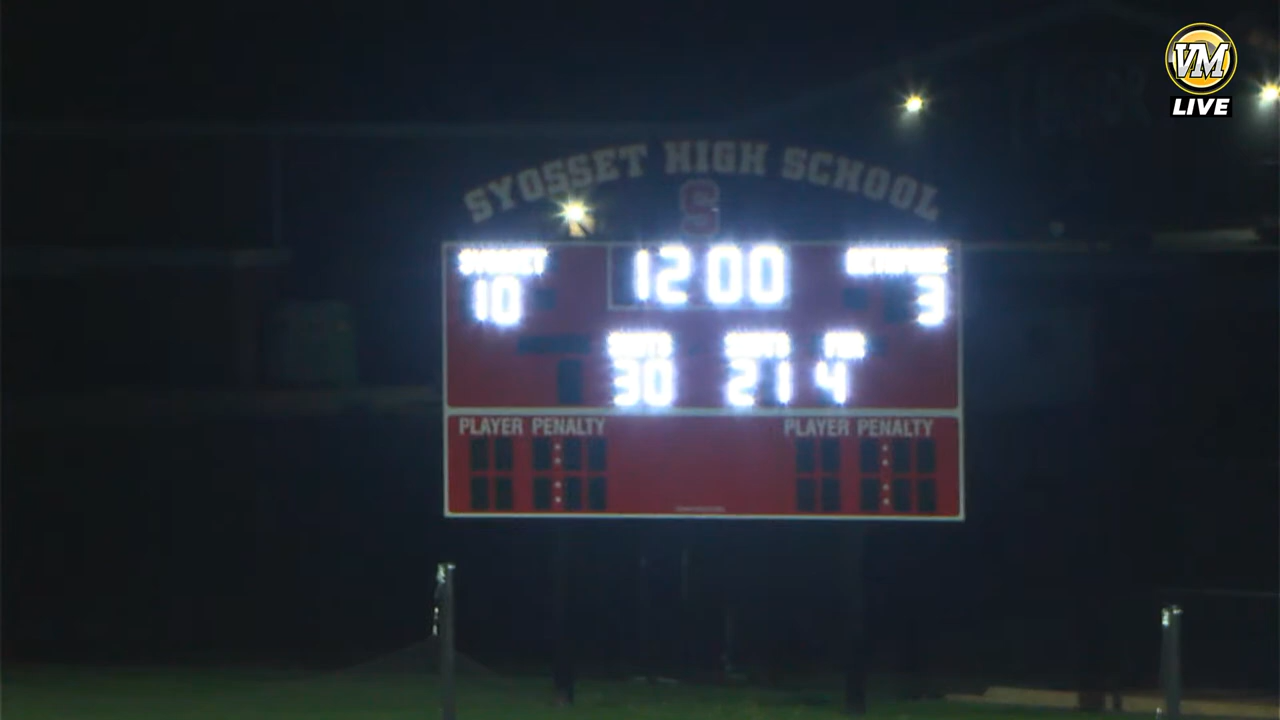 VM
LIVE
SYOSSET HIGH SCHOOL
S
SYOSSET 12 00
10 3
30 21 4
PLAYER PENALTY PLAYER PENALTY